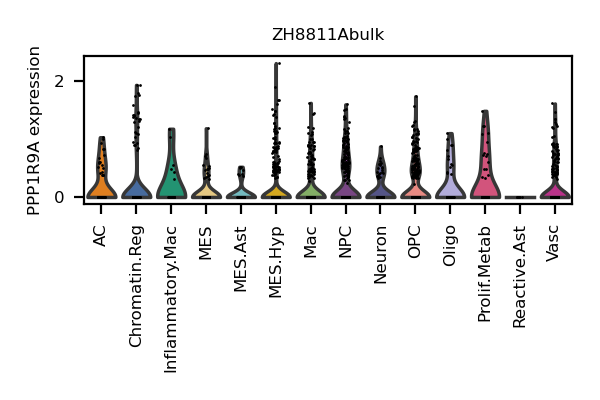 ZH8811Abulk
PPP1R9A expression
2
0
AC
Chromatin.Reg
Inflammatory.Mac
MES
MES.Ast
MES.Hyp
Mac
NPC
Neuron
OPC
Oligo
Prolif.Metab
Reactive.Ast
Vasc